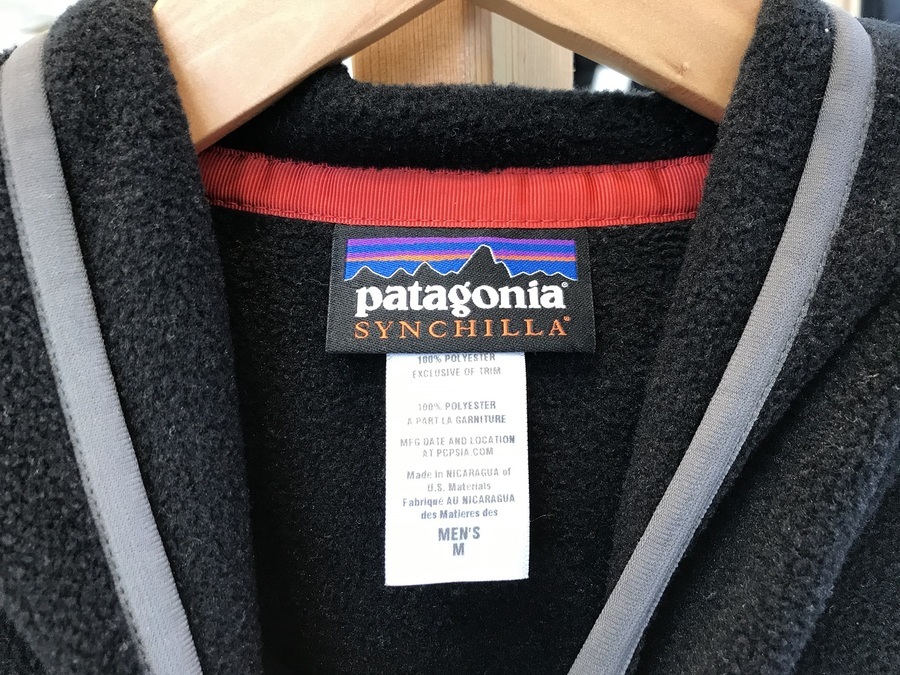 patagonia®
SYNCHILLA®
100% POLYESTER
EXCLUSIVE OF TRIM
100% POLYESTER
A PART LA GARNITURE
MFG DATE AND LOCATION
AT PCPSIA.COM
Made in NICARAGUA of
U.S. Materials
Fabriqué AU NICARAGUA
des Matieres des
MEN'S
M